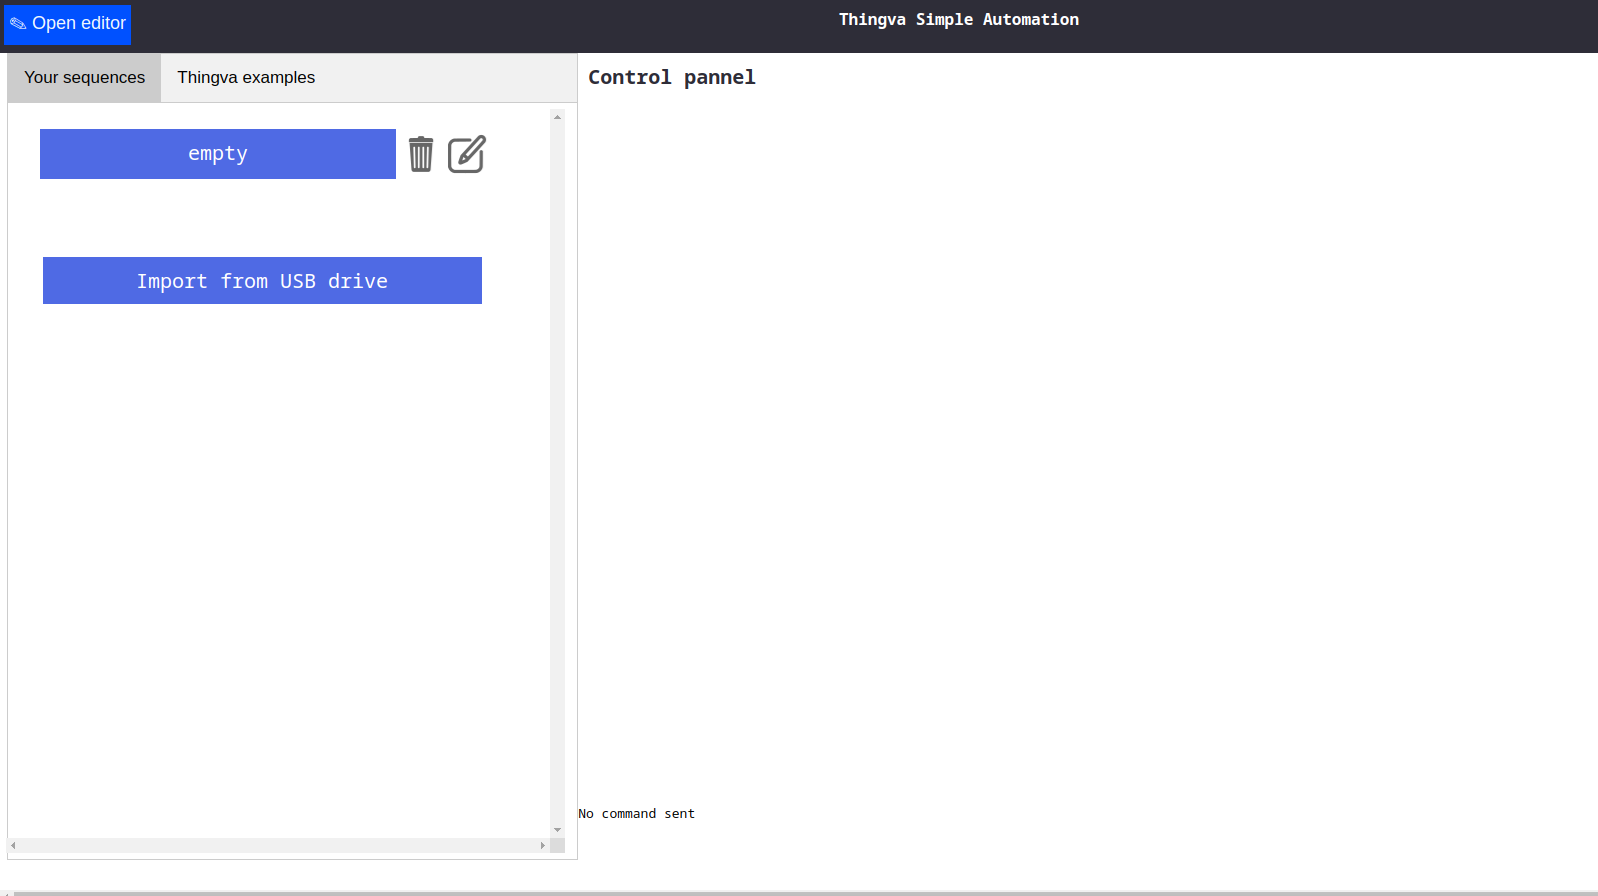 ✎ Open editor
Thingva Simple Automation
Your sequences
Thingva examples
Control pannel
empty
Import from USB drive
No command sent